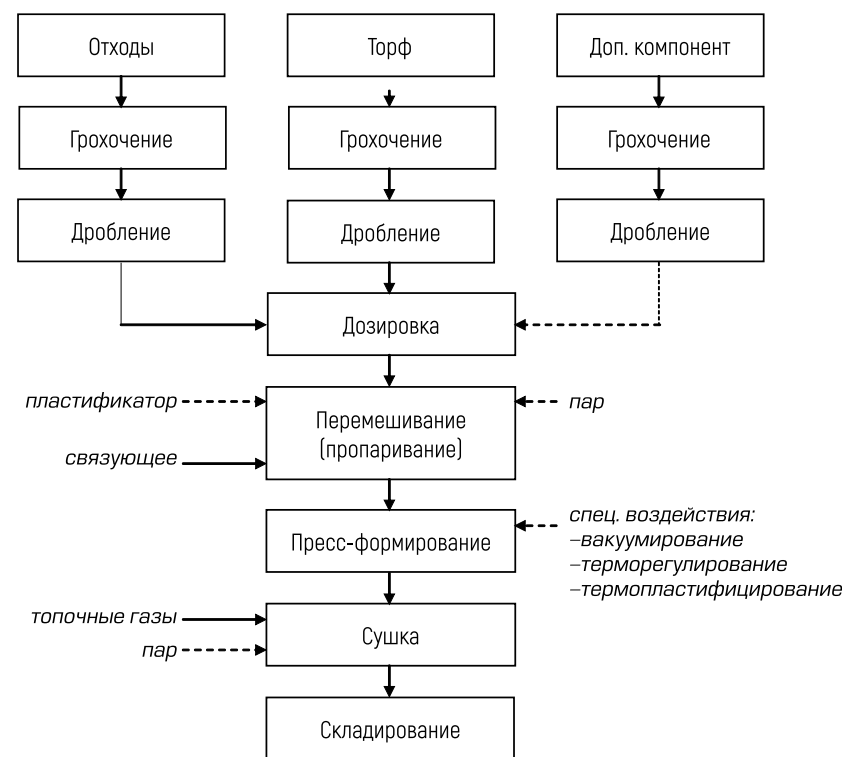 Отходы
Торф
Доп. компонент
Грохочение
Грохочение
Грохочение
Дробление
Дробление
Дробление
Дозировка
пластификатор
Перемешивание
(пропаривание)
пар
связующее
Пресс-формирование
спец. воздействия:
–вакуумирование
–терморегулирование
–термопластифицирование
топочные газы
Сушка
пар
Складирование